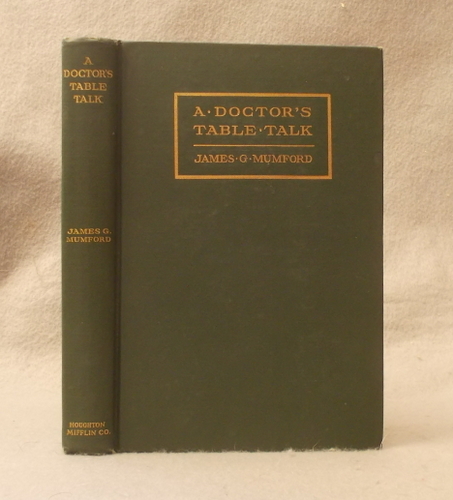 A
DOCTOR'S
TABLE
TALK
JAMES G.
MUMFORD
HOUGHTON
MIFFLIN CO.
A·DOCTOR'S
TABLE·TALK
JAMES·G·MUMFORD